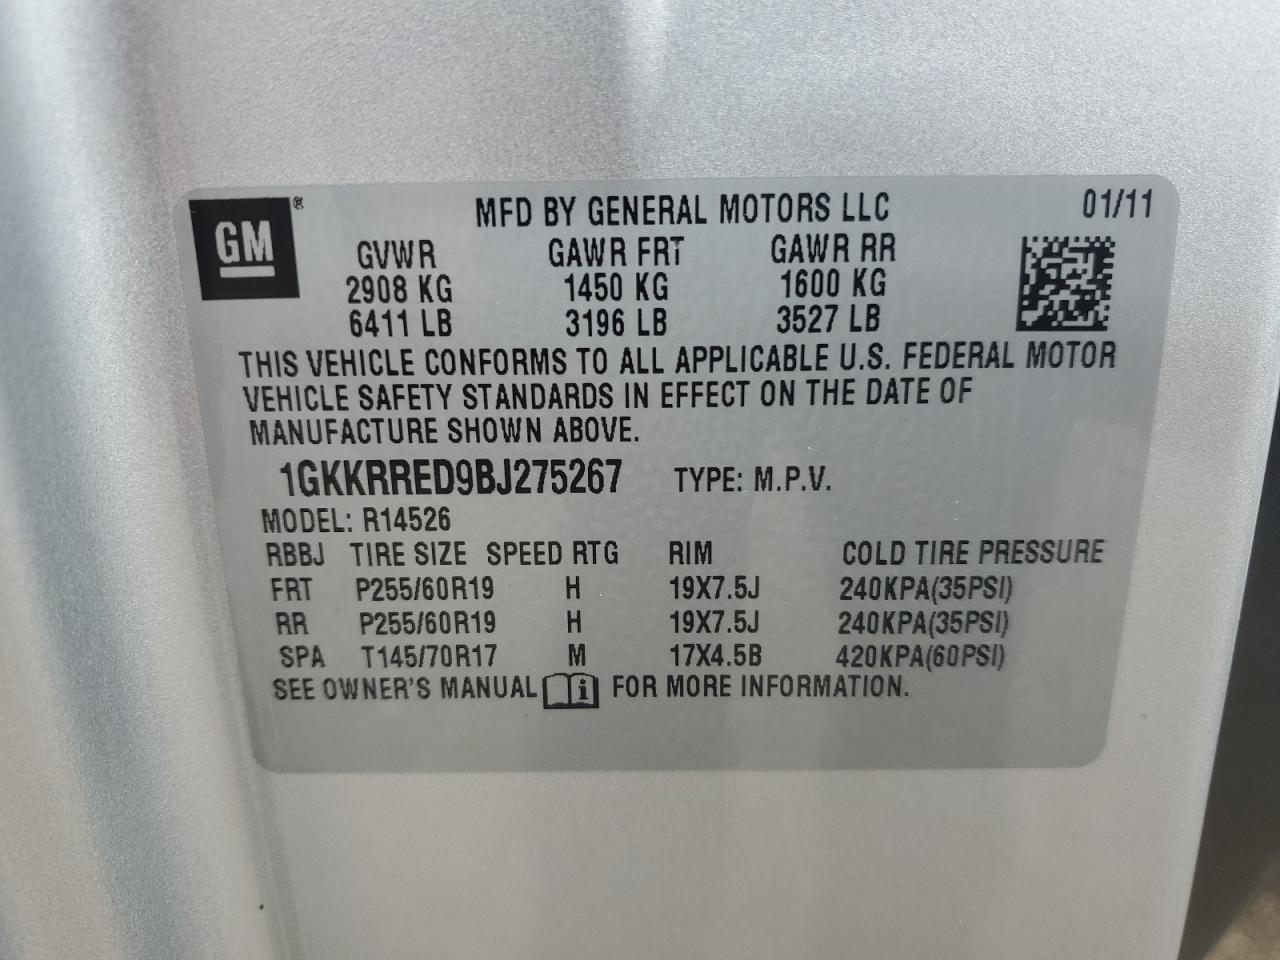 GM ®
MFD BY GENERAL MOTORS LLC 01/11
GVWR GAWR FRT GAWR RR
2908 KG 1450 KG 1600 KG
6411 LB 3196 LB 3527 LB
THIS VEHICLE CONFORMS TO ALL APPLICABLE U.S. FEDERAL MOTOR
VEHICLE SAFETY STANDARDS IN EFFECT ON THE DATE OF
MANUFACTURE SHOWN ABOVE.
1GKKRRED9BJ275267 TYPE: M.P.V.
MODEL: R14526
RBBJ TIRE SIZE SPEED RTG RIM COLD TIRE PRESSURE
FRT P255/60R19 H 19X7.5J 240KPA(35PSI)
RR P255/60R19 H 19X7.5J 240KPA(35PSI)
SPA T145/70R17 M 17X4.5B 420KPA(60PSI)
SEE OWNER'S MANUAL i FOR MORE INFORMATION.